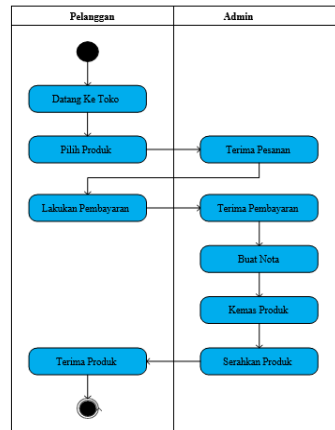 Pelanggan
Admin
Datang Ke Toko
Pilih Produk
Terima Pesanan
Lakukan Pembayaran
Terima Pembayaran
Buat Nota
Kemas Produk
Terima Produk
Serahkan Produk